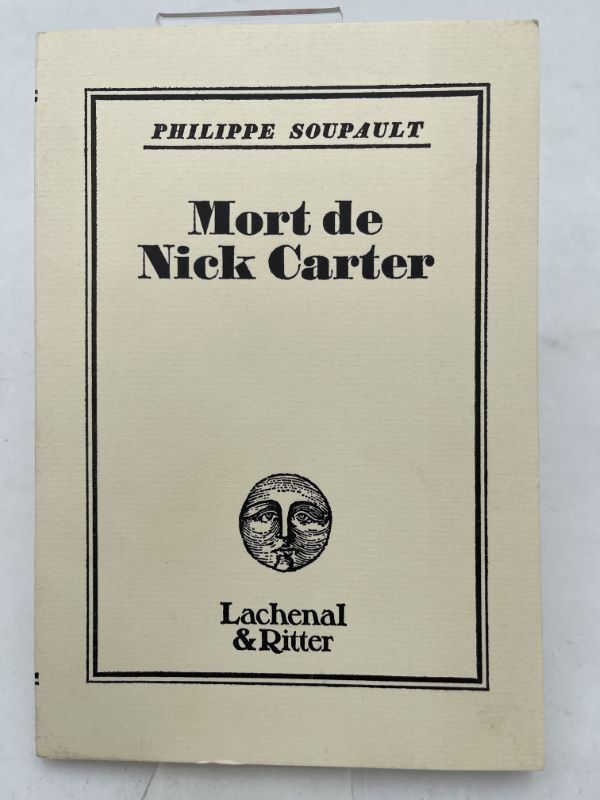 PHILIPPE SOUPAULT
Mort de
Nick Carter
Lachenal
& Ritter